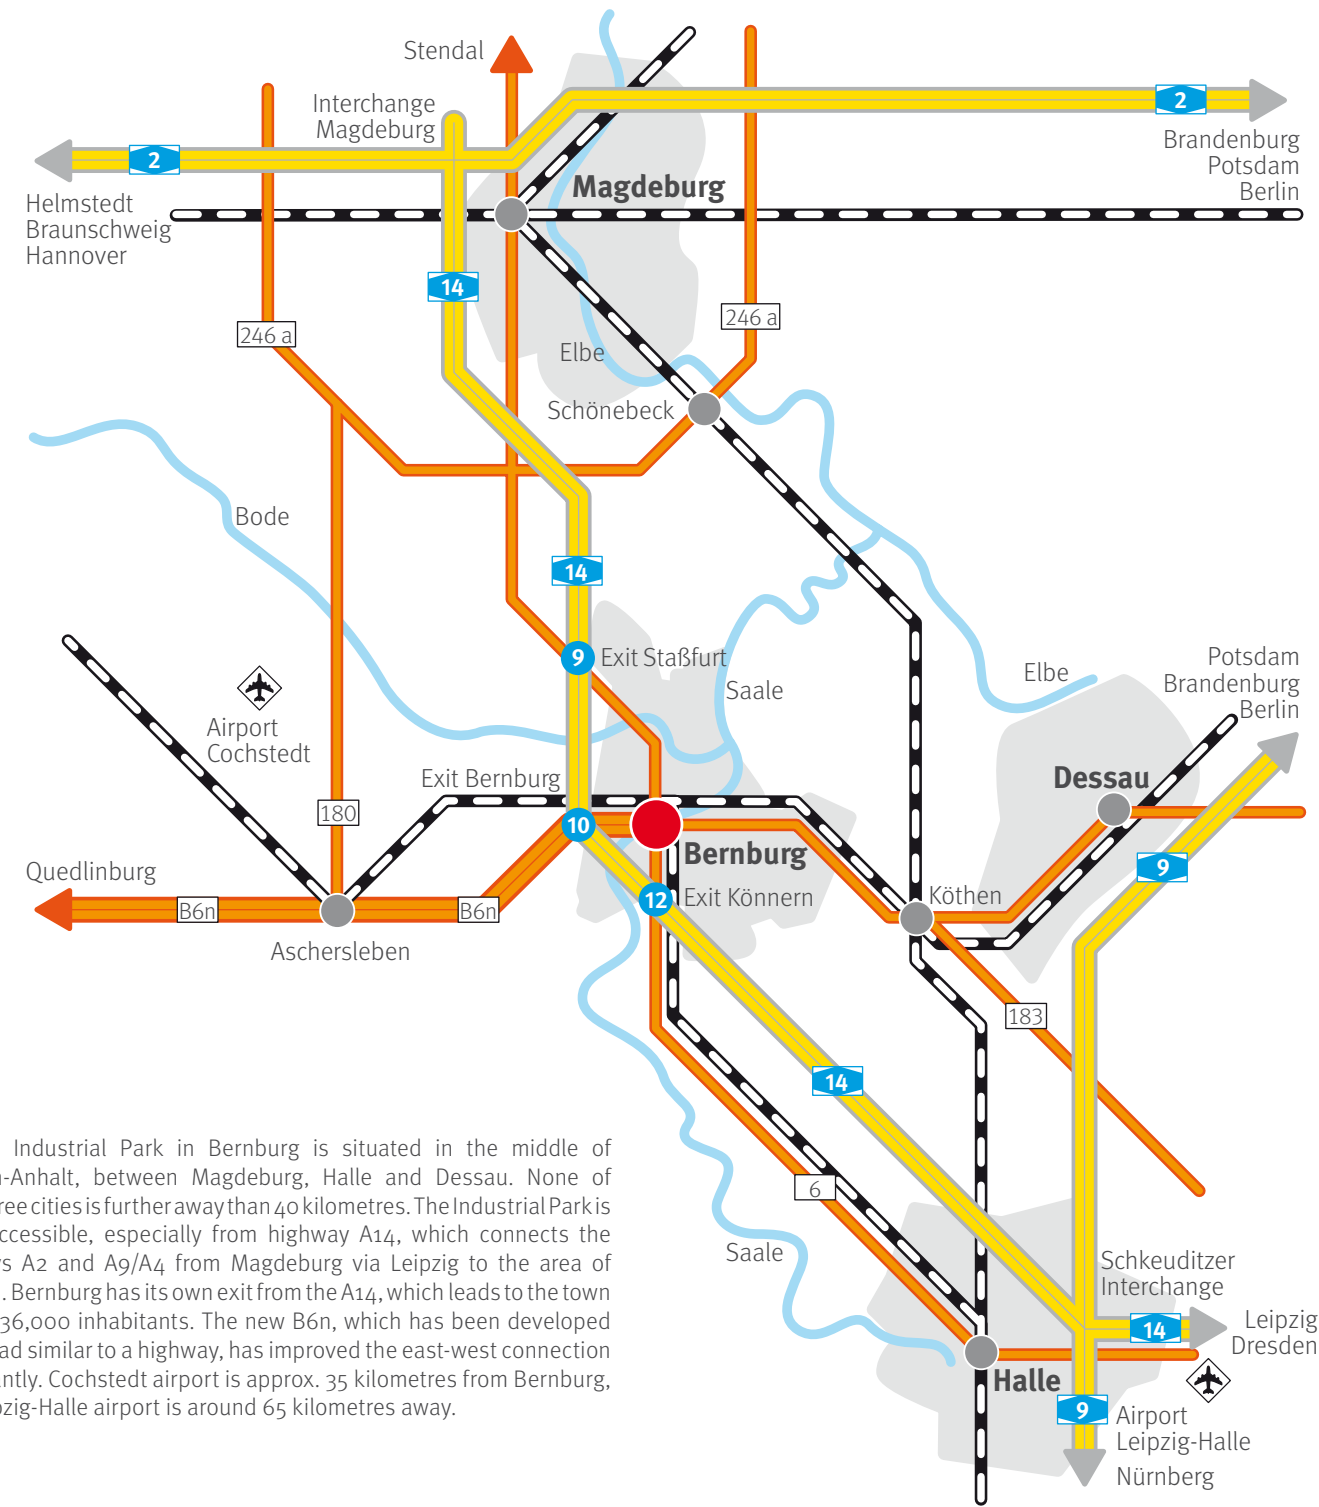 Stendal
Interchange
Magdeburg
2
2
Brandenburg
Potsdam
Berlin
Magdeburg
Helmstedt
Braunschweig
Hannover
14
246 a
246 a
Elbe
Schönebeck
Bode
14
9
Exit Staßfurt
Saale
Elbe
Potsdam
Brandenburg
Berlin
Airport
Cochstedt
Exit Bernburg
Dessau
180
10
Bernburg
9
Quedlinburg
B6n
B6n
12
Exit Könnern
Köthen
Aschersleben
183
14
Industrial Park in Bernburg is situated in the middle of
-Anhalt, between Magdeburg, Halle and Dessau. None of
ree cities is further away than 40 kilometres. The Industrial Park is
ccessible, especially from highway A14, which connects the
s A2 and A9/A4 from Magdeburg via Leipzig to the area of
. Bernburg has its own exit from the A14, which leads to the town
36,000 inhabitants. The new B6n, which has been developed
ad similar to a highway, has improved the east-west connection
antly. Cochstedt airport is approx. 35 kilometres from Bernburg,
pzig-Halle airport is around 65 kilometres away.
6
Saale
Schkeuditzer
Interchange
14
Leipzig
Dresden
Halle
9
Airport
Leipzig-Halle
Nürnberg